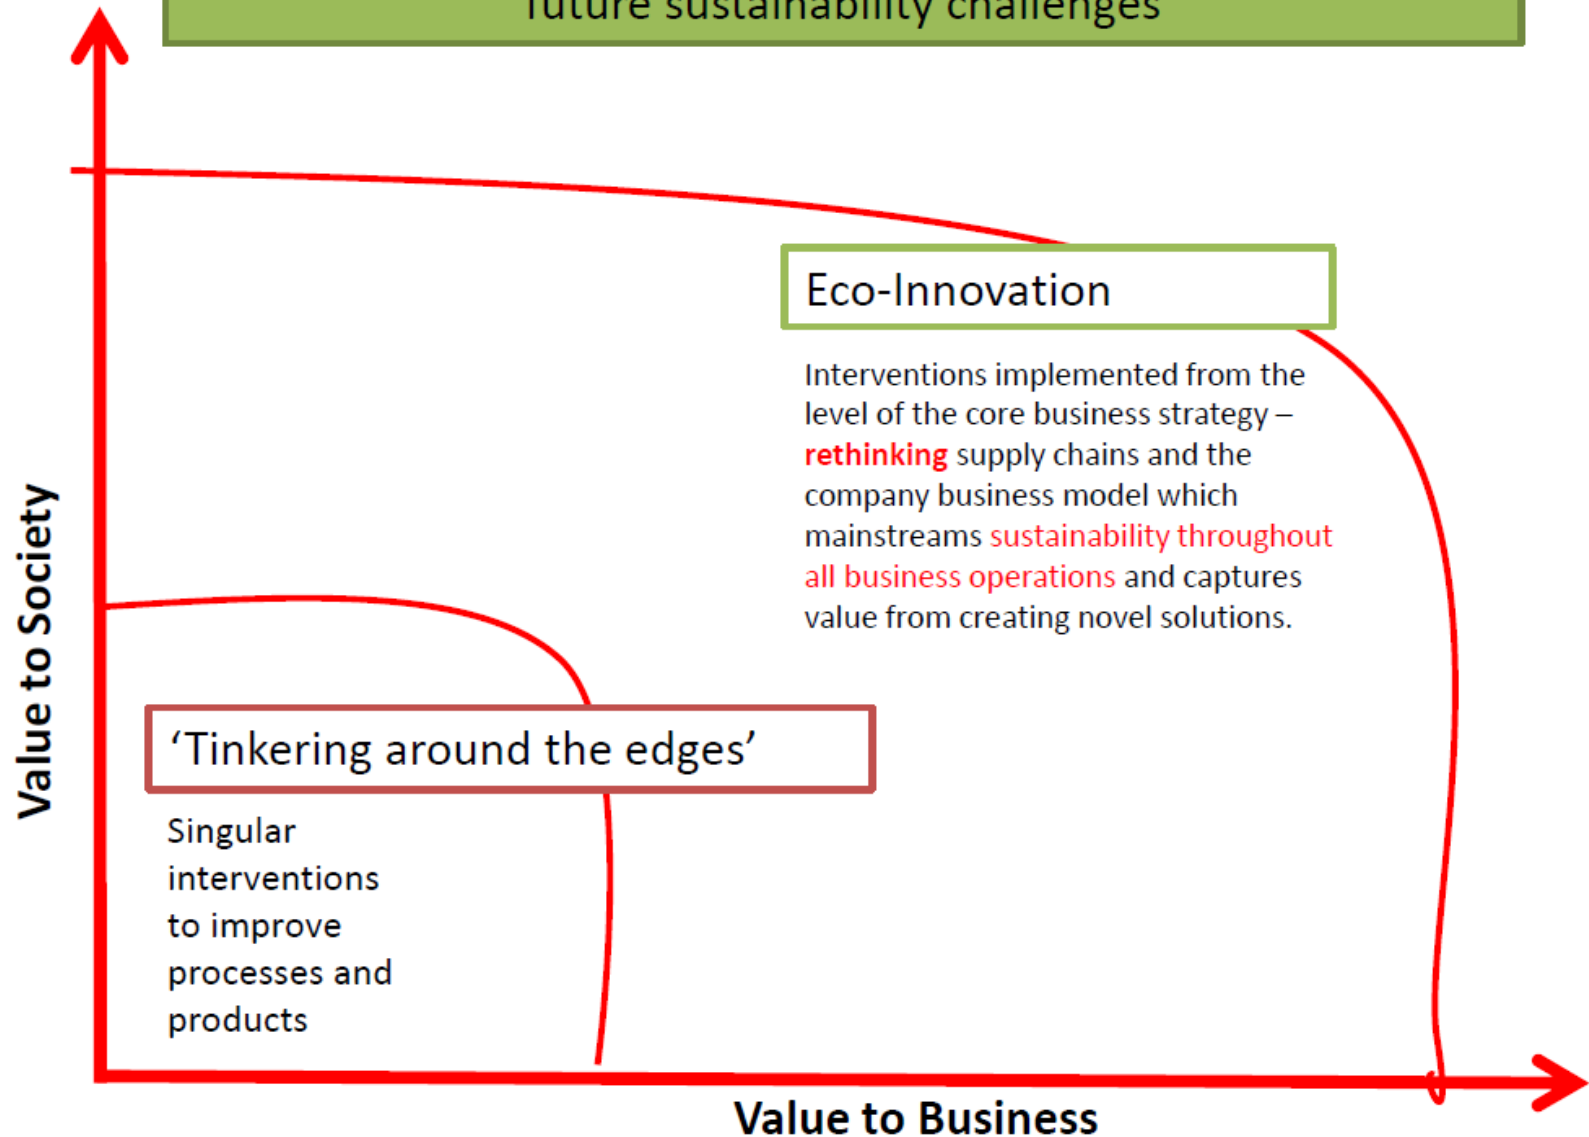 future sustainability challenges
Eco-Innovation
Interventions implemented from the
level of the core business strategy –
rethinking supply chains and the
company business model which
mainstreams sustainability throughout
all business operations and captures
value from creating novel solutions.
Value to Society
‘Tinkering around the edges’
Singular
interventions
to improve
processes and
products
Value to Business